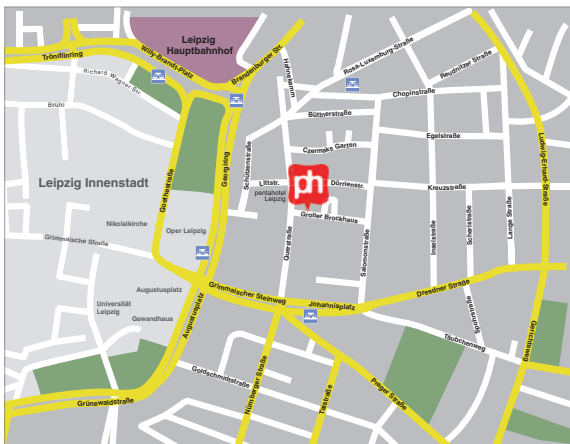 Leipzig
Hauptbahnhof
Tröndlinring
Willy-Brandt-Platz
Brandenburger Str.
Hahnekamm
Rosa-Luxemburg-Straße
Reudnitzer Straße
Richard-Wagner Str.
Chopinstraße
Brühl
Büttnerstraße
Egelstraße
Czermaks Garten
Ludwig-Erhard-Straße
Schützenstraße
Georgiring
Goethestraße
Leipzig Innenstadt
Littstr.
ph
Dörrienstr.
Kreuzstraße
pentahotel
Leipzig
Großer Brockhaus
Nikolaikirche
Oper Leipzig
Grimmaische Straße
Querstraße
Salomonstraße
Inselstraße
Scherlstraße
Lange Straße
Augustusplatz
Grimmaischer Steinweg
Johannisplatz
Dresdner Straße
Universität
Leipzig
Gewandhaus
Augustusplatz
Spohrstraße
Täubchenweg
Gerichtsweg
Goldschmidtstraße
Nürnberger Straße
Talstraße
Prager Straße
Grünewaldstraße